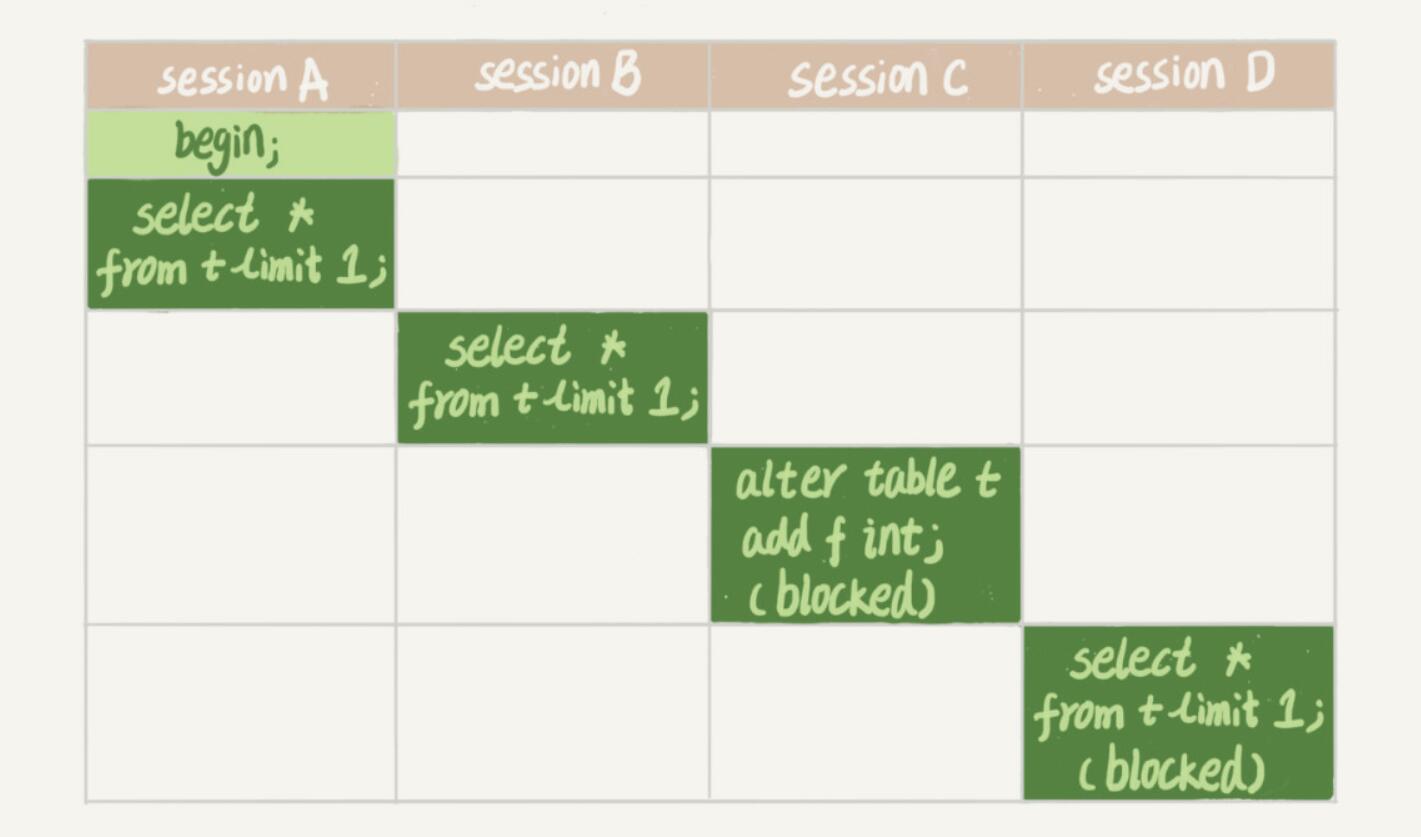 session A
session B
session C
session D
begin;
select *
from t limit 1;
select *
from t limit 1;
alter table t
add f int;
(blocked)
select *
from t limit 1;
(blocked)